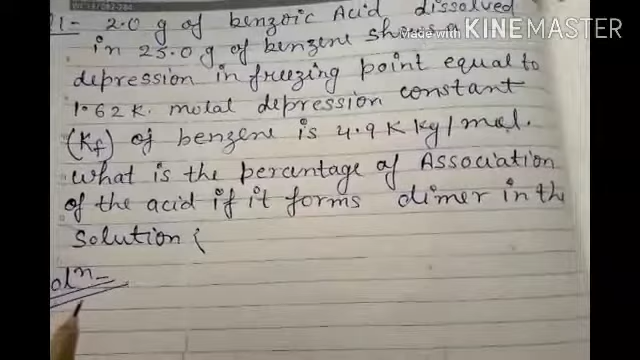 Q1- 2.0 g of benzoic Acid dissolved
in 25.0 g of benzene shows a
Made with KINEMASTER
depression in freezing point equal to
1.62 K. molal depression constant
(Kf) of benzene is 4.9 K kg/mol.
what is the percentage of Association
of the acid if it forms dimer in the
solution (
Soln-